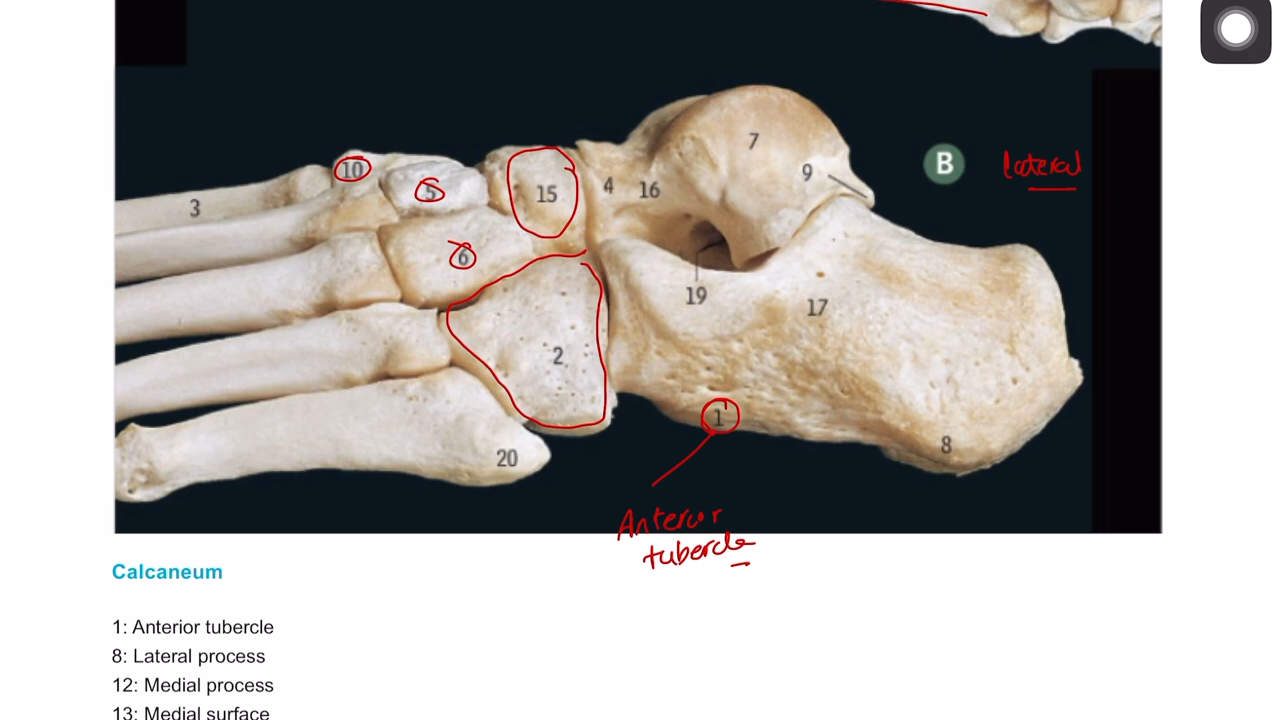 10
5
15
7
9
B
lateral
3
4
16
6
19
17
2
1
8
20
Anterior
tubercle
Calcaneum
1: Anterior tubercle
8: Lateral process
12: Medial process
13: Medial surface